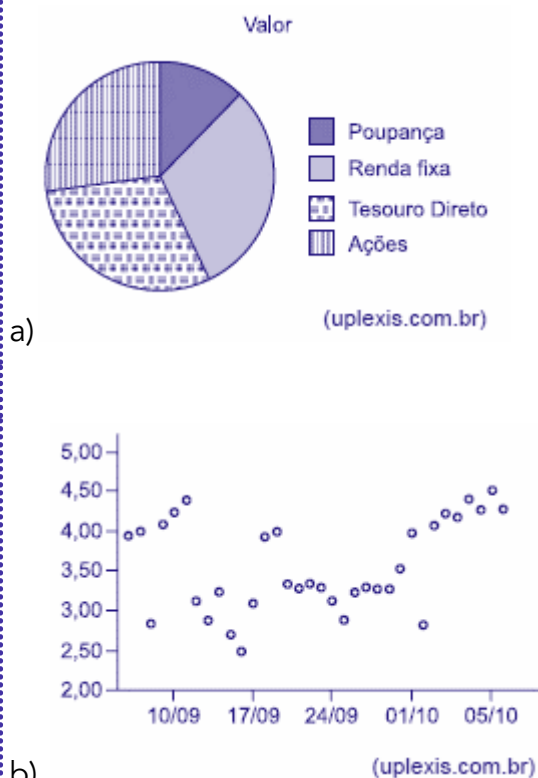 Valor
Poupança
Renda fixa
Tesouro Direto
Ações
(uplexis.com.br)
a)
5,00
4,50
4,00
3,50
3,00
2,50
2,00
10/09 17/09 24/09 01/10 05/10
(uplexis.com.br)
b)